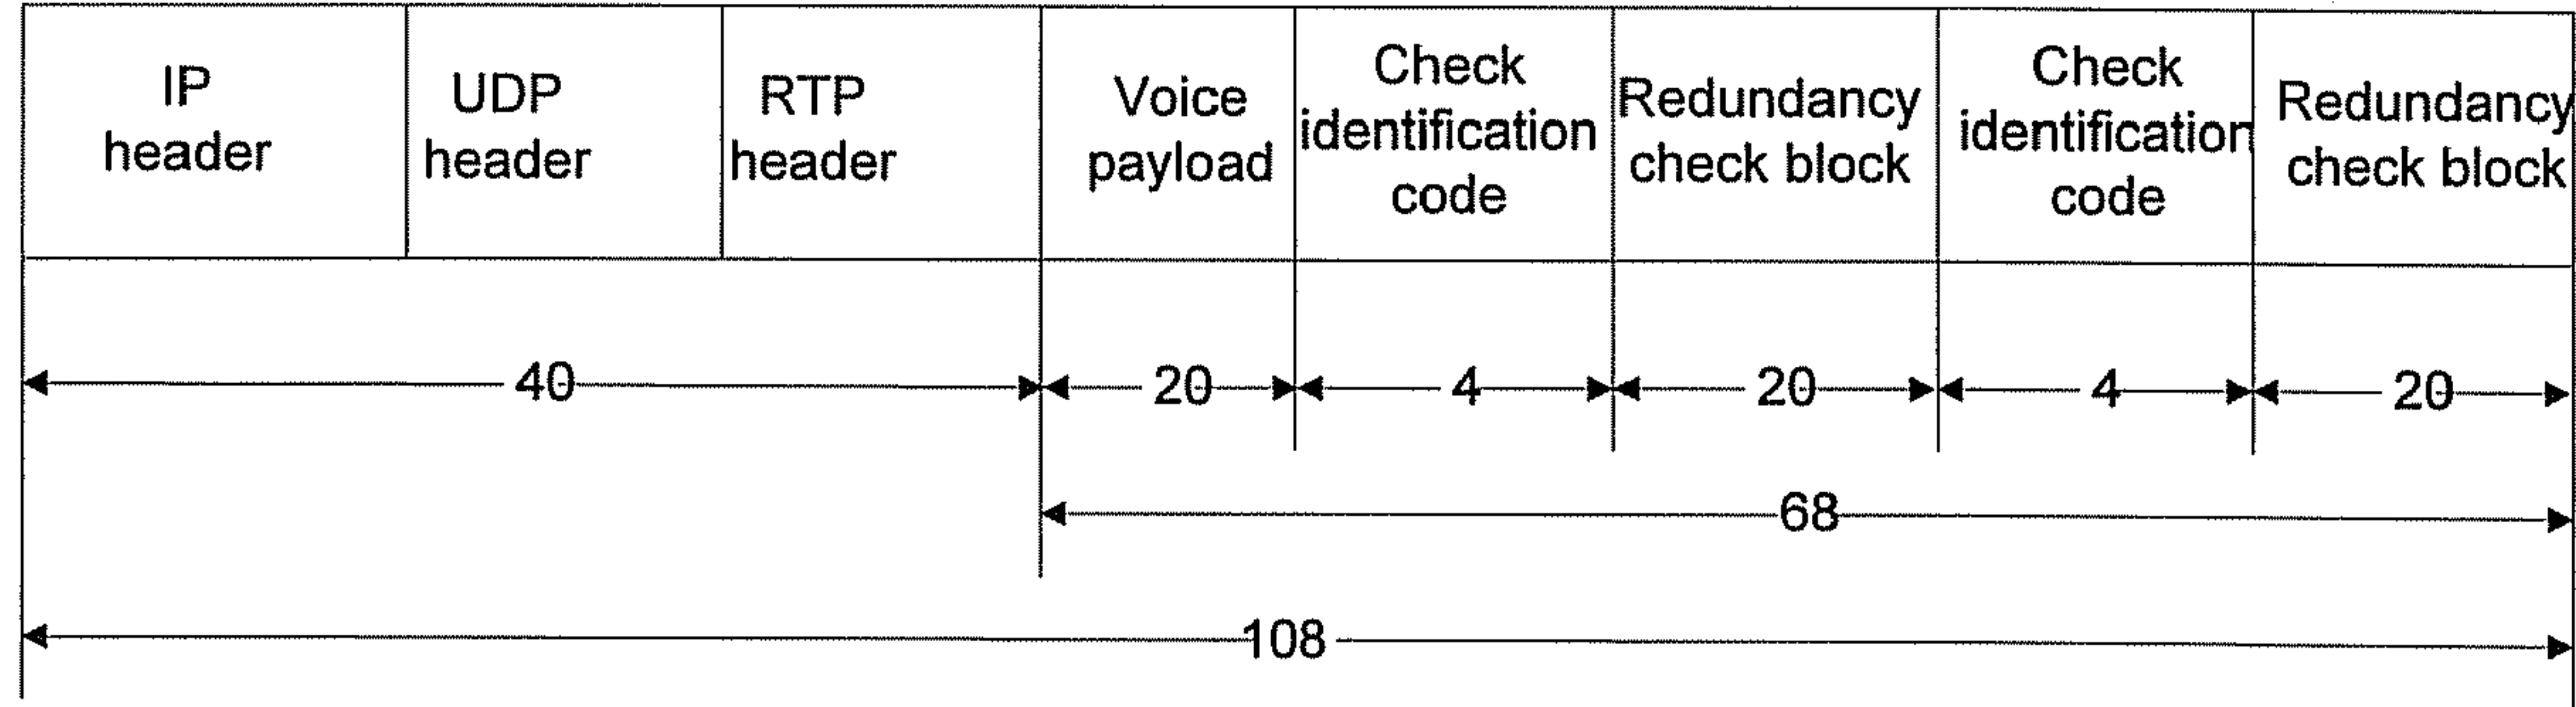 IP
header
UDP
header
RTP
header
Voice
payload
Check
identification
code
Redundancy
check block
Check
identification
code
Redundancy
check block
40
20
4
20
4
20
68
108